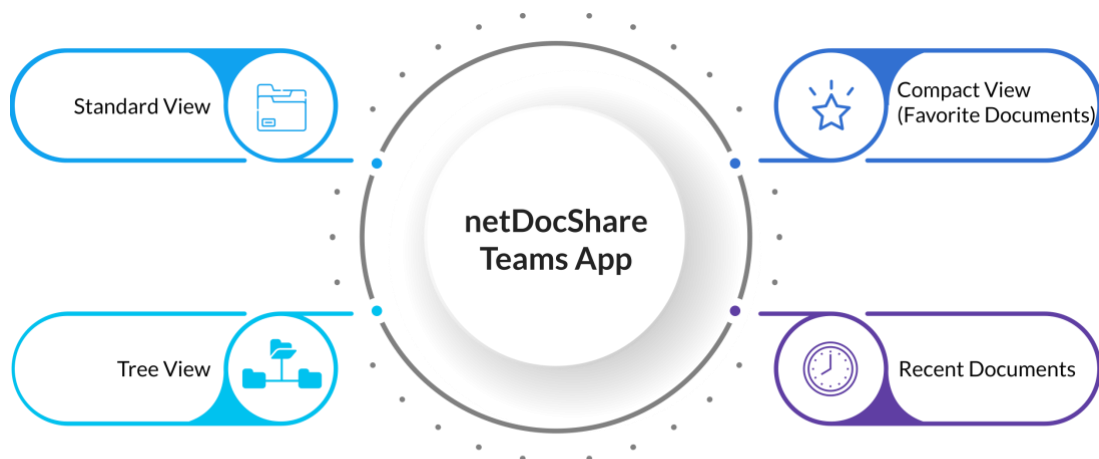 Standard View
Compact View
(Favorite Documents)
netDocShare
Teams App
Tree View
Recent Documents